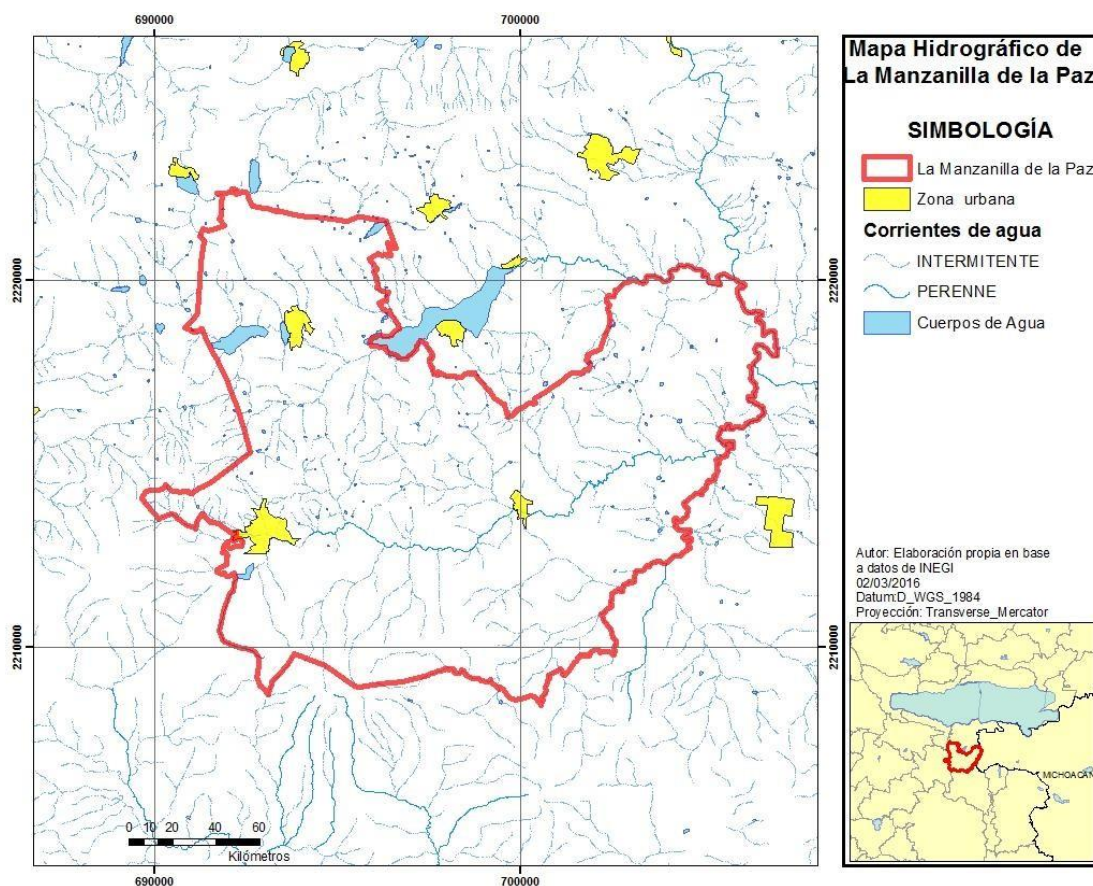 690000 700000
Mapa Hidrográfico de
La Manzanilla de la Paz
SIMBOLOGÍA
La Manzanilla de la Paz
Zona urbana
Corrientes de agua
INTERMITENTE
PERENNE
Cuerpos de Agua
2220000 2220000
2210000 2210000
Autor: Elaboración propia en base
a datos de INEGI
02/03/2016
Datum:D_WGS_1984
Proyección: Transverse_Mercator
MICHOACAN
0 10 20 40 60
Kilómetros
690000 700000